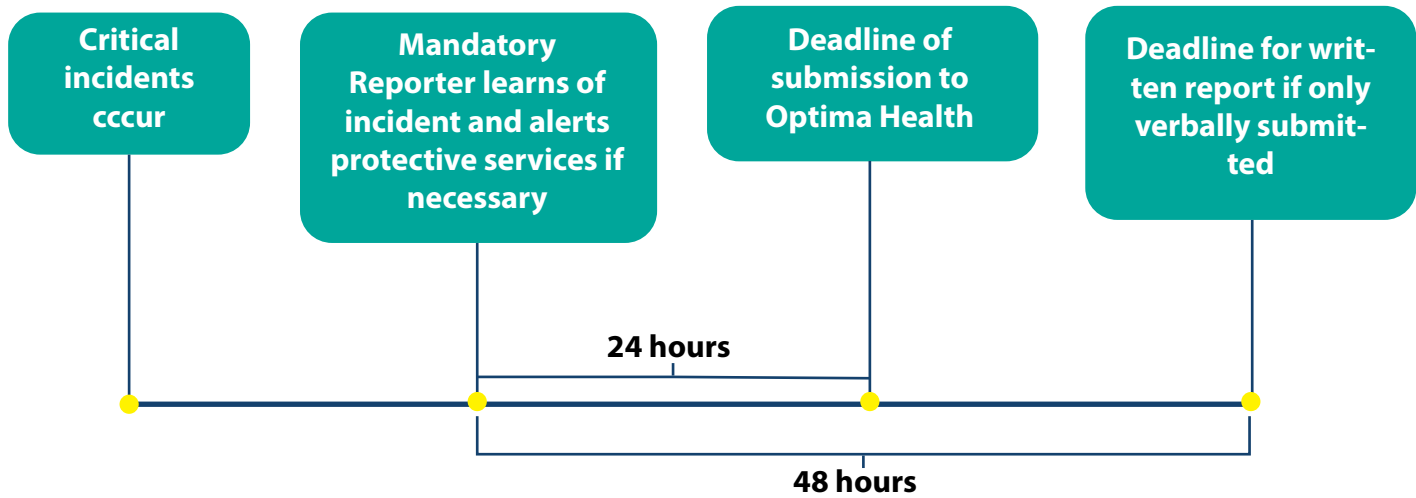 Critical
incidents
cccur
Mandatory
Reporter learns of
incident and alerts
protective services if
necessary
Deadline of
submission to
Optima Health
Deadline for writ-
ten report if only
verbally submit-
ted
24 hours
48 hours